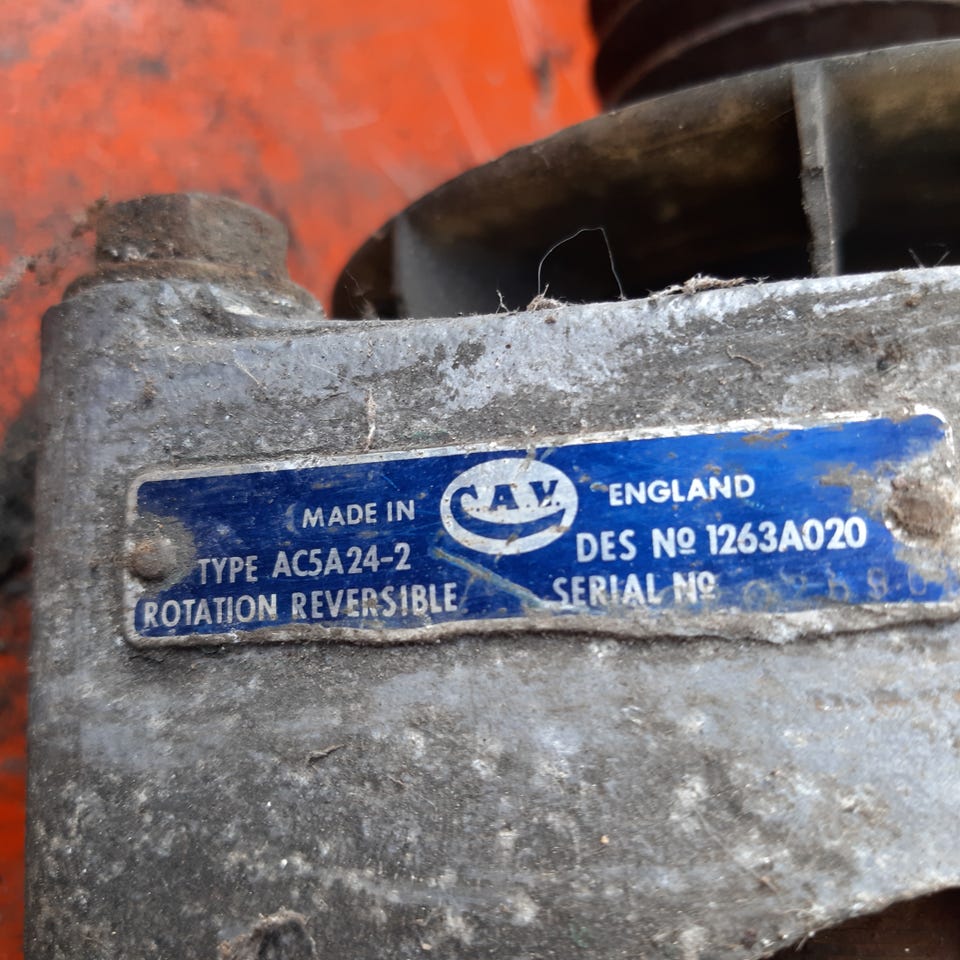 MADE IN C.A.V. ENGLAND
TYPE AC5A24-2 DES Nº 1263A020
ROTATION REVERSIBLE SERIAL Nº